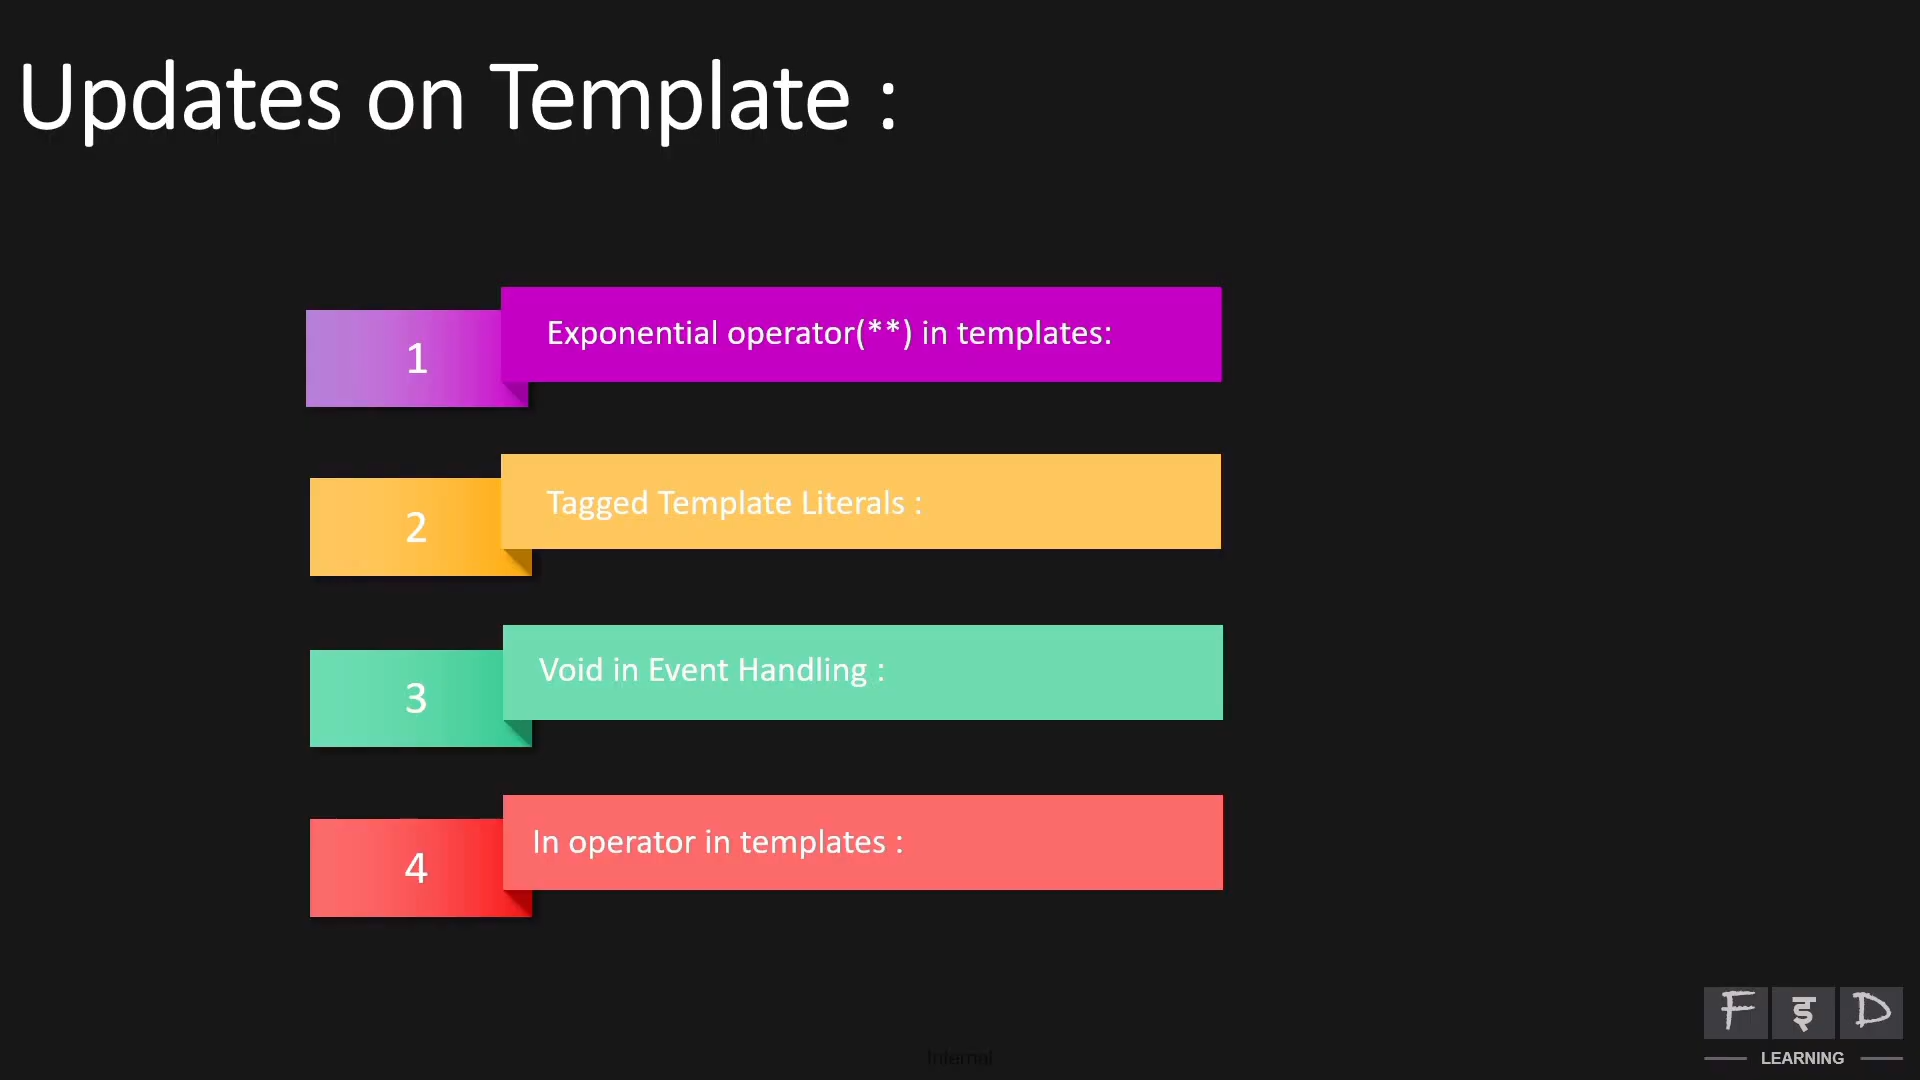 Updates on Template :
1
Exponential operator(**) in templates:
2
Tagged Template Literals :
3
Void in Event Handling :
4
In operator in templates :
Internal
F इ D
LEARNING